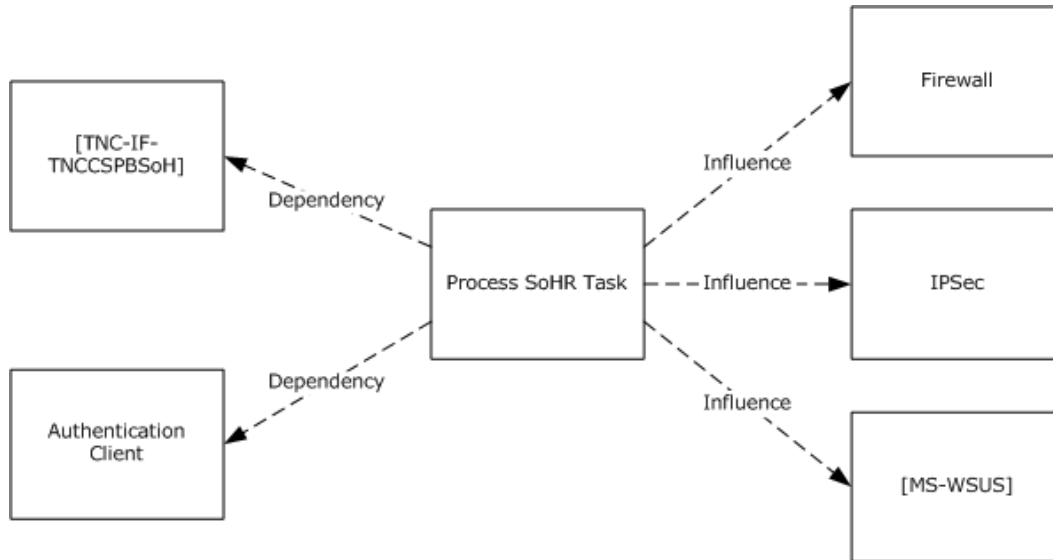 Firewall
[TNC-IF-
TNCCSPBSoH]
Influence
Dependency
Process SoHR Task
Influence
IPSec
Dependency
Influence
Authentication
Client
[MS-WSUS]